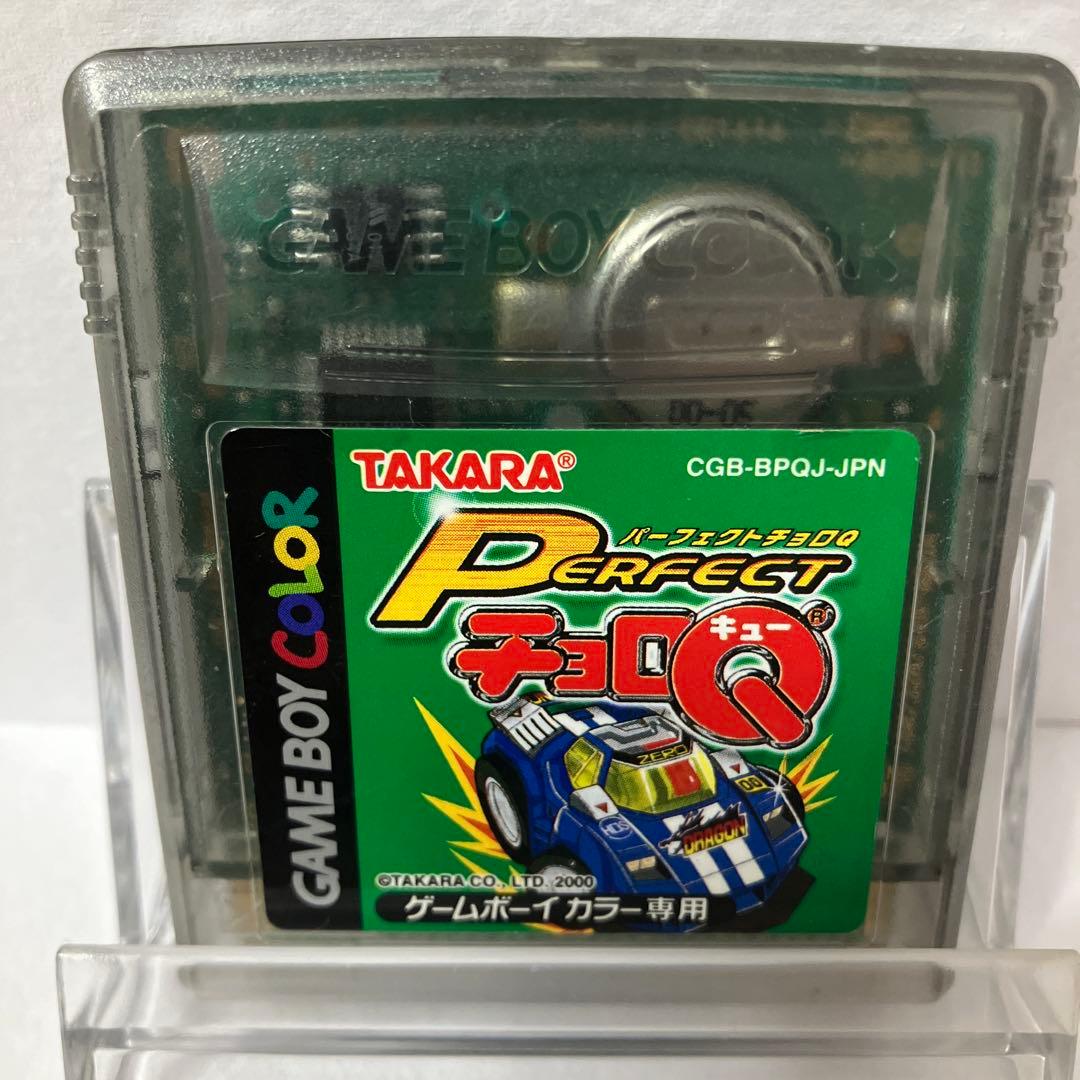 GAME BOY COLOR
TAKARA®
CGB-BPQJ-JPN
パーフェクトチョロQ
PERFECT
チョロQ®
キュー
ZERO
DRAGON
HDS
©TAKARA CO., LTD. 2000
ゲームボーイ カラー専用
GAME BOY COLOR